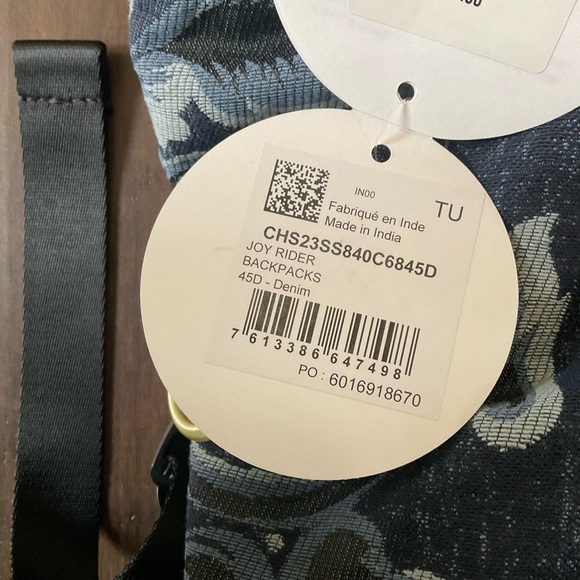 IN00
TU
Fabriqué en Inde
Made in India
CHS23SS840C6845D
JOY RIDER
BACKPACKS
45D - Denim
7 613386 647498
PO : 6016918670